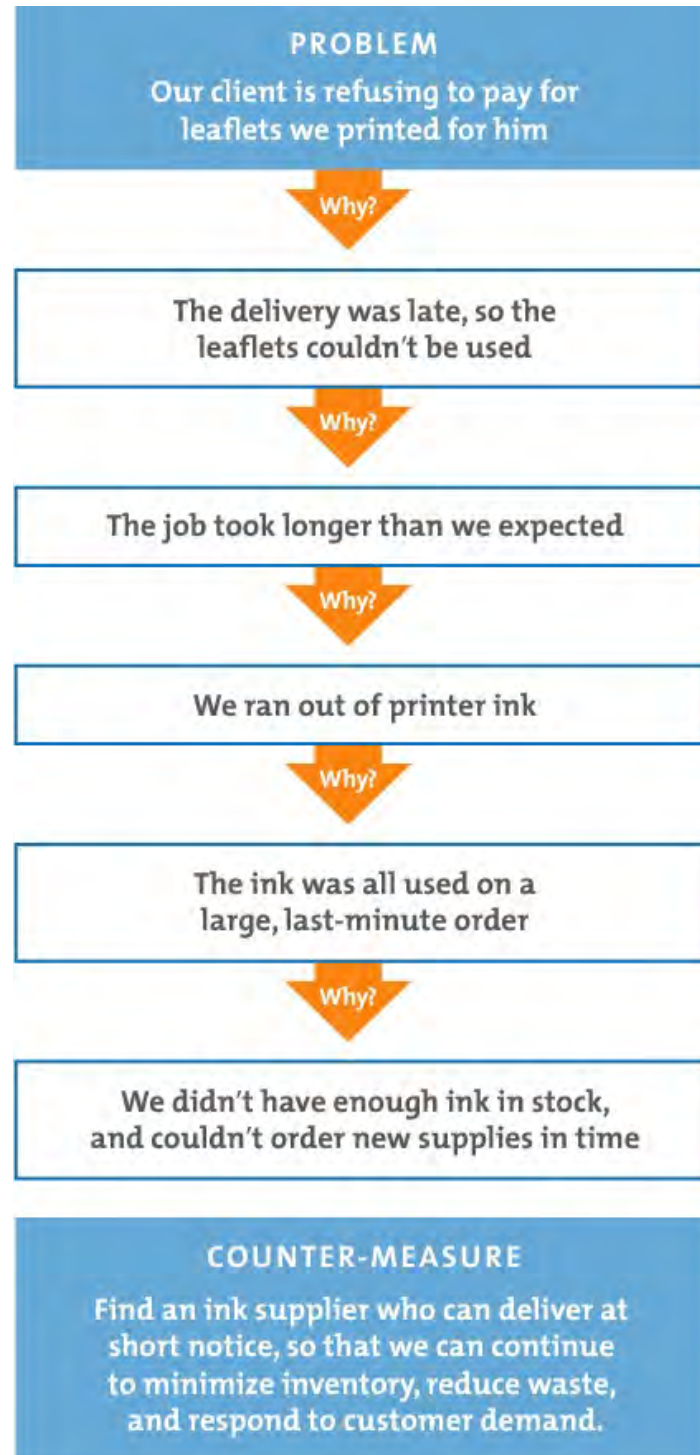 PROBLEM
Our client is refusing to pay for
leaflets we printed for him
Why?
The delivery was late, so the
leaflets couldn't be used
Why?
The job took longer than we expected
Why?
We ran out of printer ink
Why?
The ink was all used on a
large, last-minute order
Why?
We didn't have enough ink in stock,
and couldn't order new supplies in time
COUNTER-MEASURE
Find an ink supplier who can deliver at
short notice, so that we can continue
to minimize inventory, reduce waste,
and respond to customer demand.